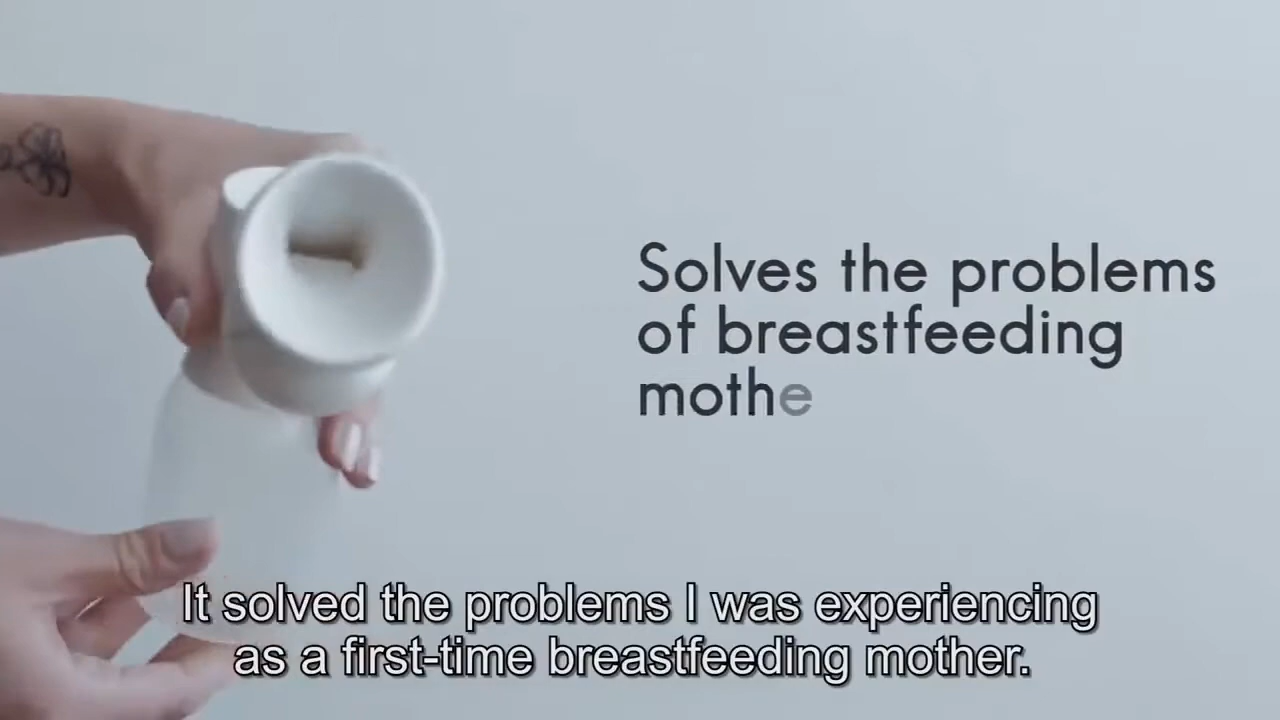 Solves the problems
of breastfeeding
mothe
It solved the problems I was experiencing
as a first-time breastfeeding mother.